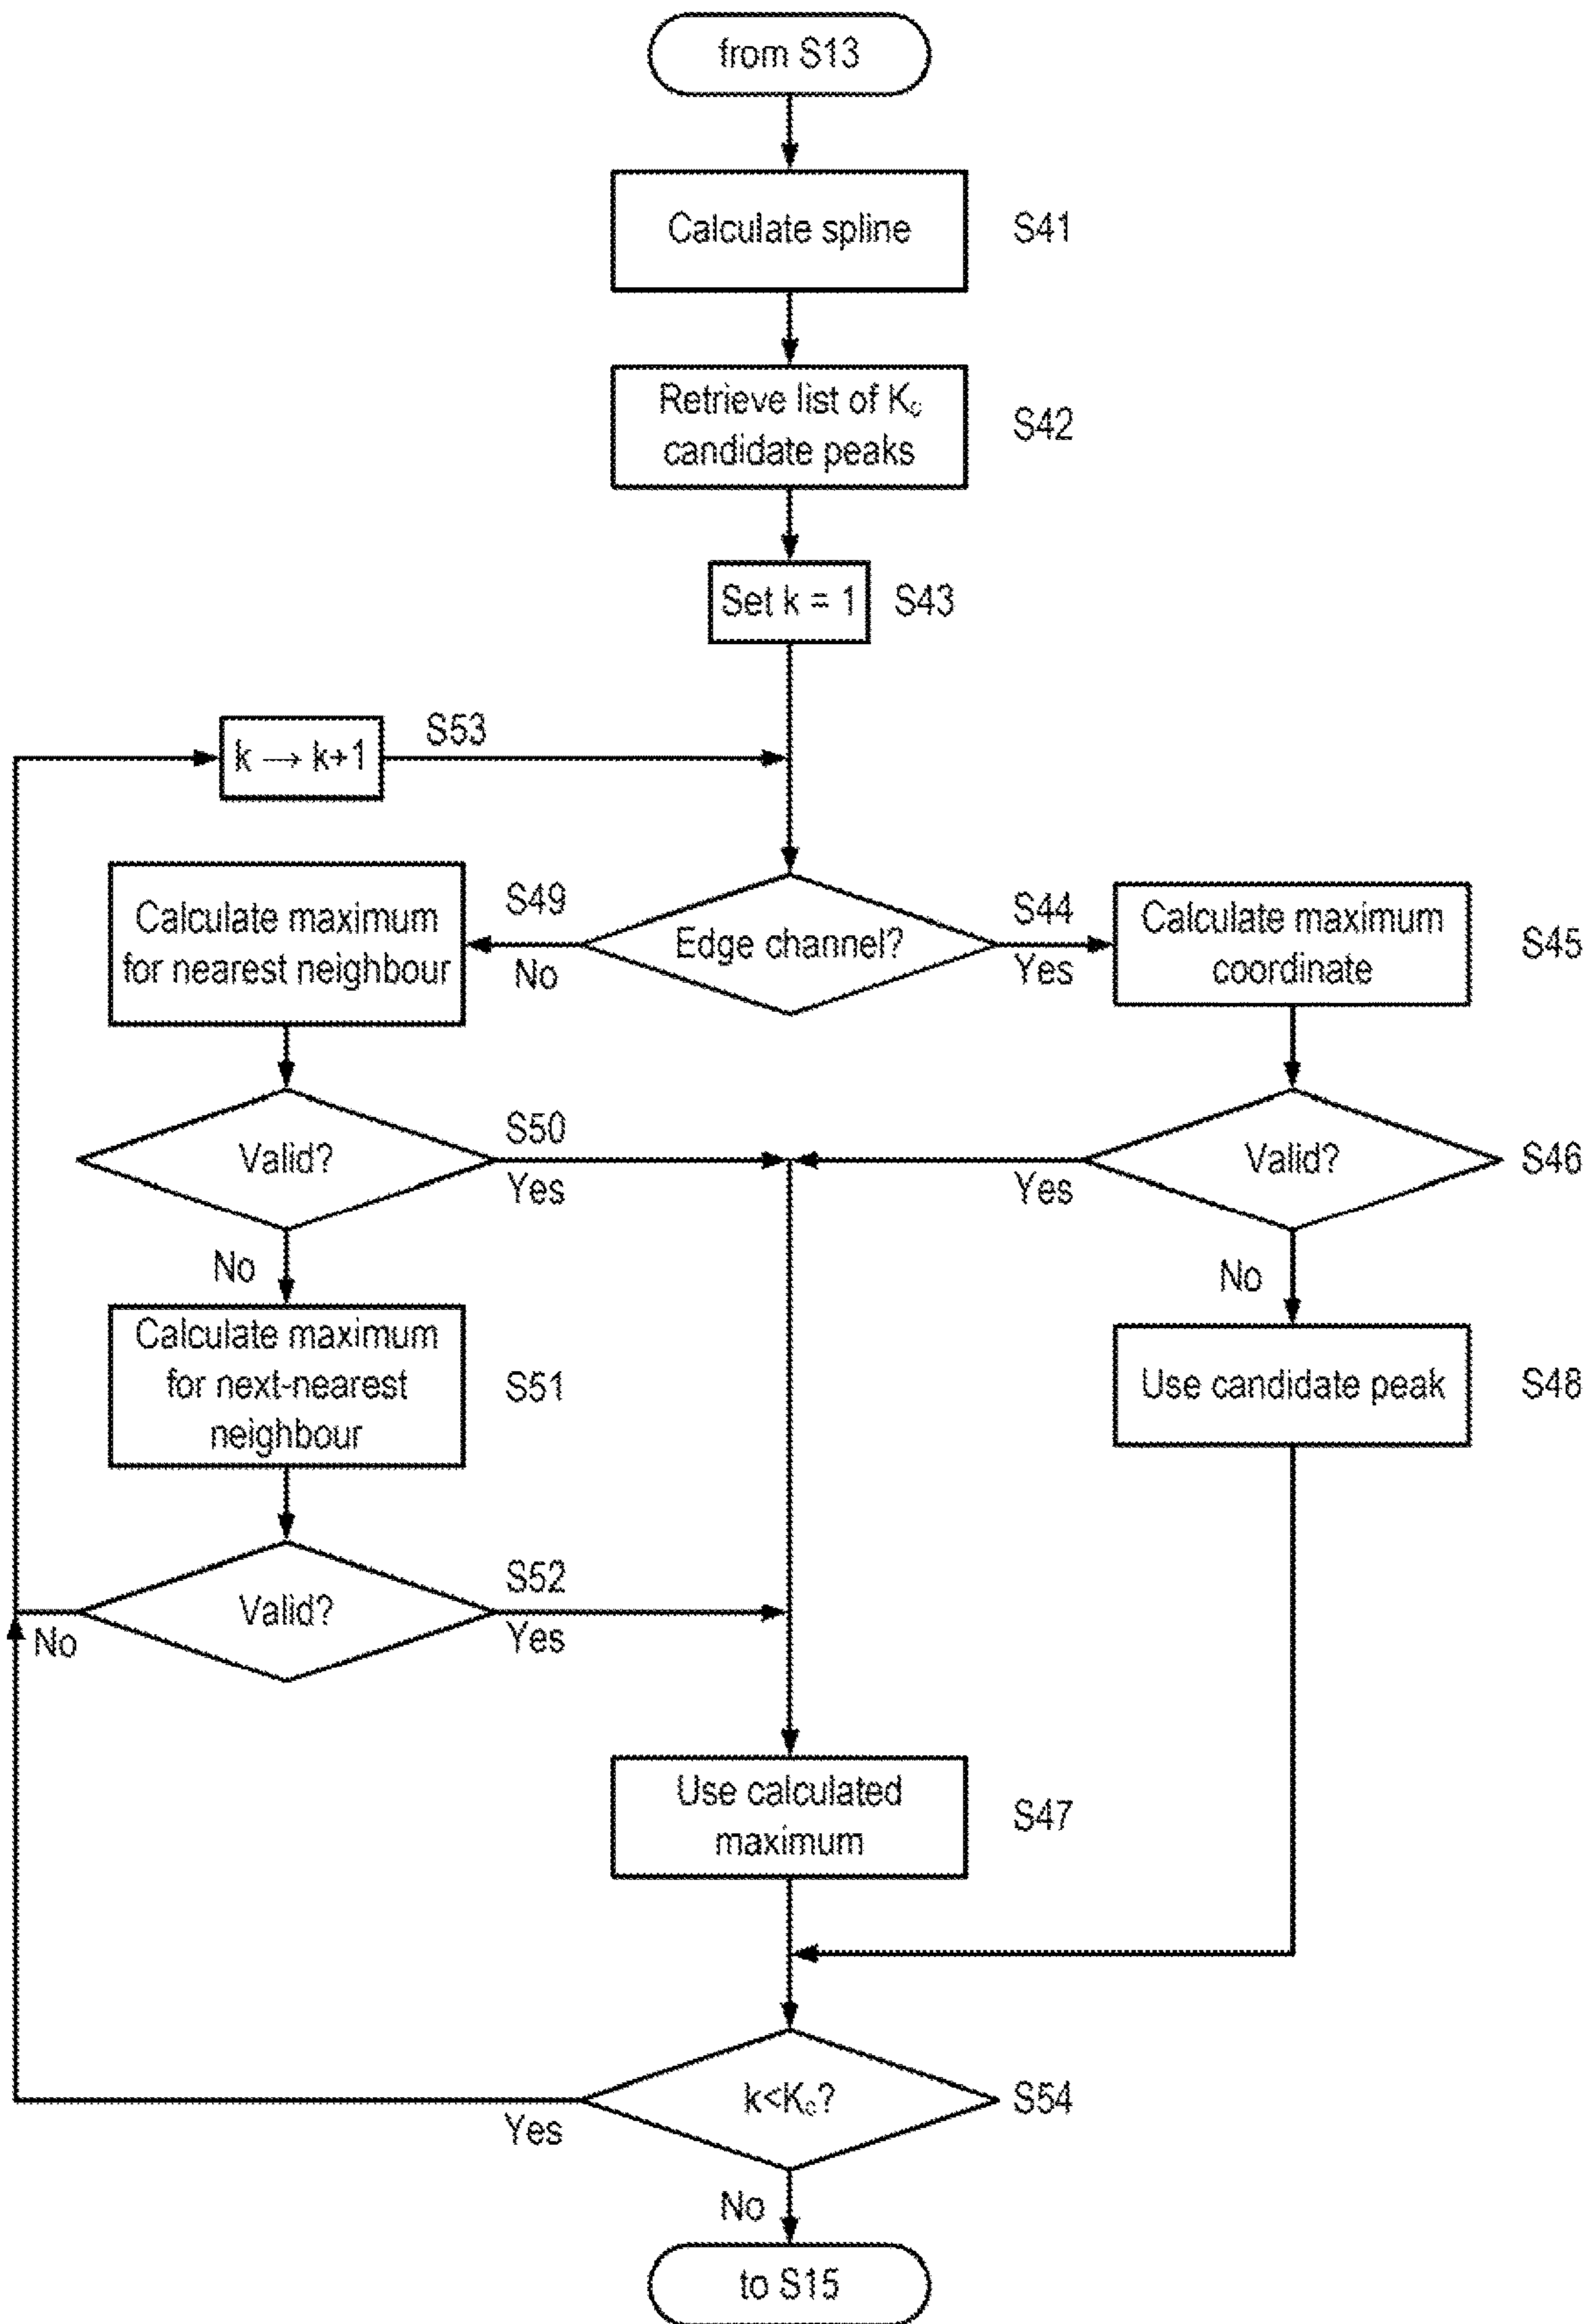 from S13
Calculate spline
S41
Retrieve list of Kc
candidate peaks
S42
Set k = 1
S43
k → k+1
S53
Calculate maximum
for nearest neighbour
S49
No
Edge channel?
S44
Yes
Calculate maximum
coordinate
S45
Valid?
S50
Yes
Yes
Valid?
S46
No
No
Calculate maximum
for next-nearest
neighbour
S51
Use candidate peak
S48
Valid?
S52
Yes
No
Use calculated
maximum
S47
k<Kc?
S54
Yes
No
to S15